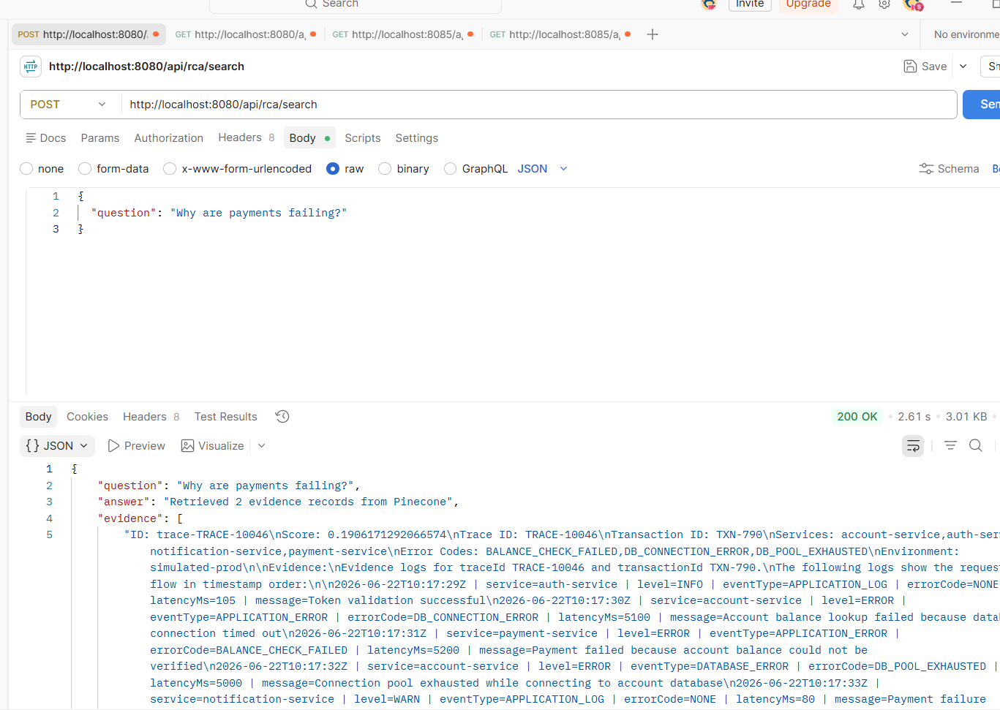 Search
Invite
Upgrade
POST http://localhost:8080/
GET http://localhost:8080/a
GET http://localhost:8085/a
GET http://localhost:8085/a
No environme
HTTP http://localhost:8080/api/rca/search
Save
Sh
POST http://localhost:8080/api/rca/search
Sen
Docs Params Authorization Headers 8 Body Scripts Settings
none form-data x-www-form-urlencoded raw binary GraphQL JSON
Schema
Be
1 {
2 "question": "Why are payments failing?"
3 }
Body Cookies Headers 8 Test Results
200 OK • 2.61 s • 3.01 KB •
{} JSON Preview Visualize
1 {
2 "question": "Why are payments failing?",
3 "answer": "Retrieved 2 evidence records from Pinecone",
4 "evidence": [
5 "ID: trace-TRACE-10046\nScore: 0.1906171292066574\nTrace ID: TRACE-10046\nTransaction ID: TXN-790\nServices: account-service,auth-ser
notification-service,payment-service\nError Codes: BALANCE_CHECK_FAILED,DB_CONNECTION_ERROR,DB_POOL_EXHAUSTED\nEnvironment:
simulated-prod\n\nEvidence:\nEvidence logs for traceId TRACE-10046 and transactionId TXN-790.\nThe following logs show the reques
flow in timestamp order:\n\n2026-06-22T10:17:29Z | service=auth-service | level=INFO | eventType=APPLICATION_LOG | errorCode=NONE
latencyMs=105 | message=Token validation successful\n2026-06-22T10:17:30Z | service=account-service | level=ERROR |
eventType=APPLICATION_ERROR | errorCode=DB_CONNECTION_ERROR | latencyMs=5100 | message=Account balance lookup failed because datab
connection timed out\n2026-06-22T10:17:31Z | service=payment-service | level=ERROR | eventType=APPLICATION_ERROR |
errorCode=BALANCE_CHECK_FAILED | latencyMs=5200 | message=Payment failed because account balance could not be
verified\n2026-06-22T10:17:32Z | service=account-service | level=ERROR | eventType=DATABASE_ERROR | errorCode=DB_POOL_EXHAUSTED |
latencyMs=5000 | message=Connection pool exhausted while connecting to account database\n2026-06-22T10:17:33Z |
service=notification-service | level=WARN | eventType=APPLICATION_LOG | errorCode=NONE | latencyMs=80 | message=Payment failure